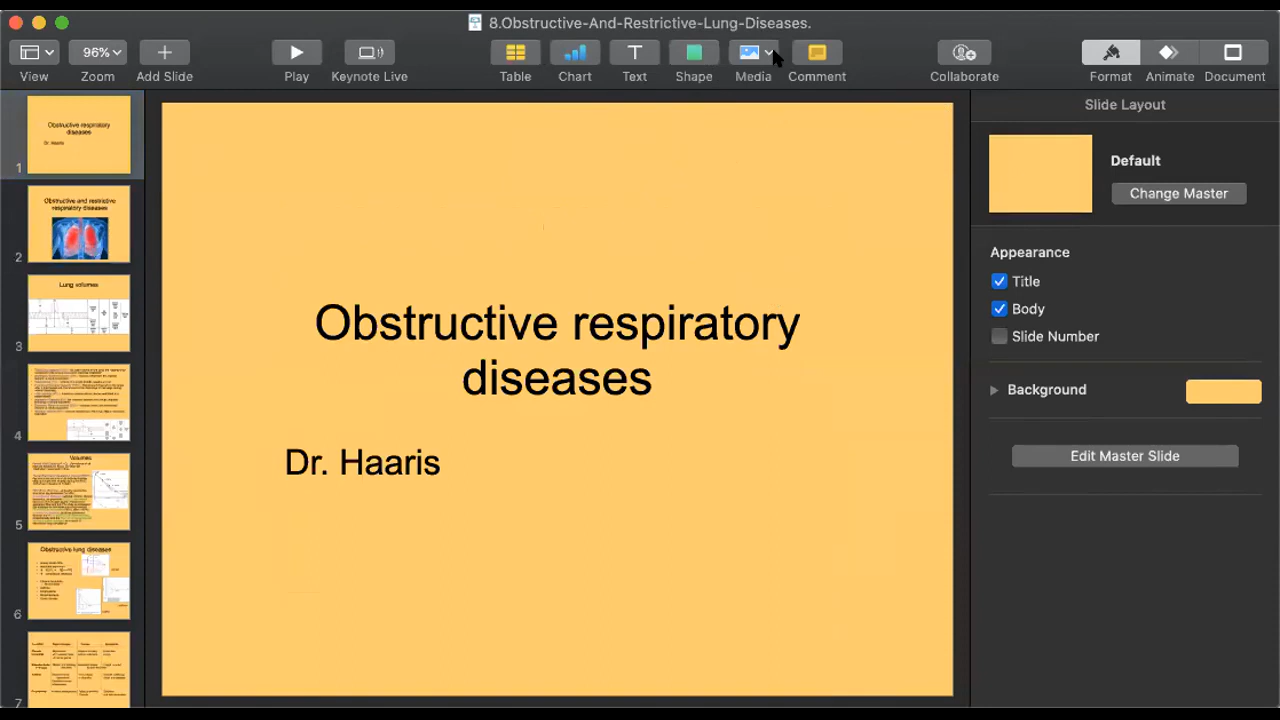 8.Obstructive-And-Restrictive-Lung-Diseases.
96%
View
Zoom
Add Slide
Play
Keynote Live
Table
Chart
Text
Shape
Media
Comment
Collaborate
Format
Animate
Document
Obstructive respiratory
diseases
Dr. Haaris
1
Obstructive and restrictive
respiratory diseases
2
Lung volumes
3
4
Volumes
5
Obstructive lung diseases
6
7
Obstructive respiratory
diseases
Dr. Haaris
Slide Layout
Default
Change Master
Appearance
Title
Body
Slide Number
Background
Edit Master Slide